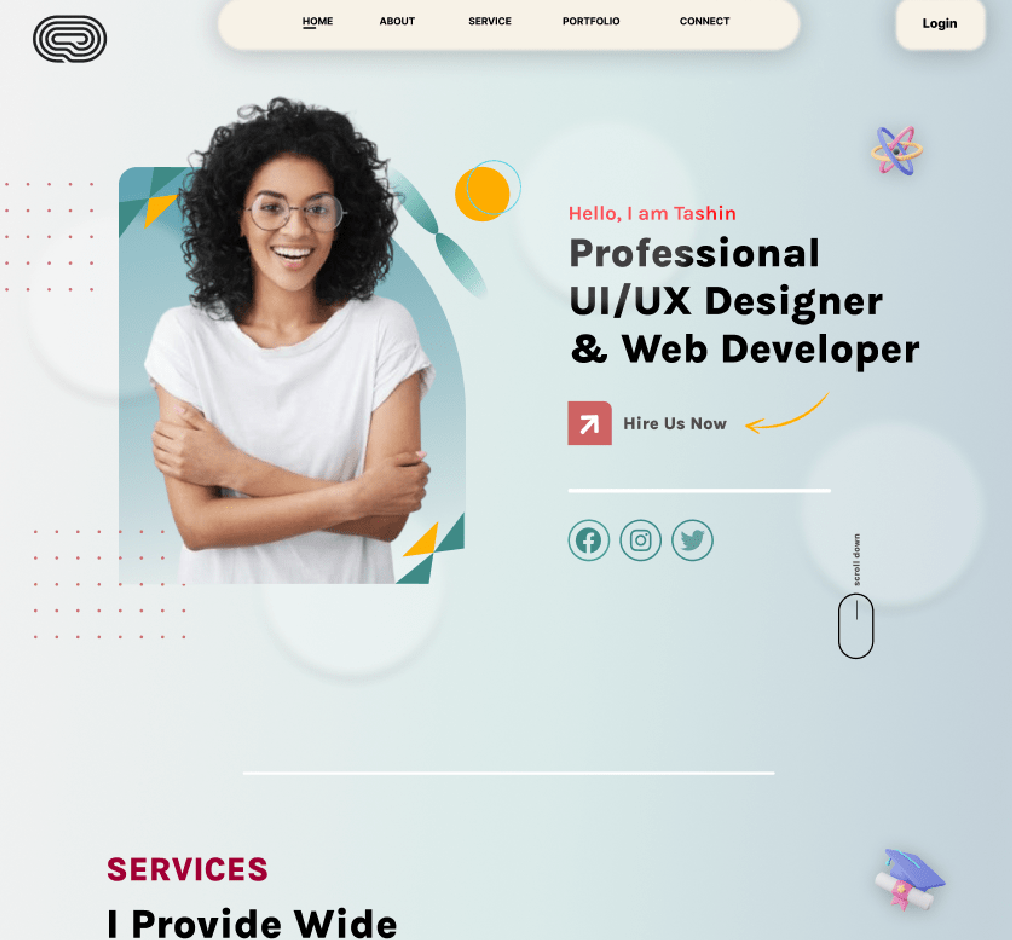 HOME
ABOUT
SERVICE
PORTFOLIO
CONNECT
Login
Hello, I am Tashin
Professional
UI/UX Designer
& Web Developer
Hire Us Now
scroll down
SERVICES
I Provide Wide